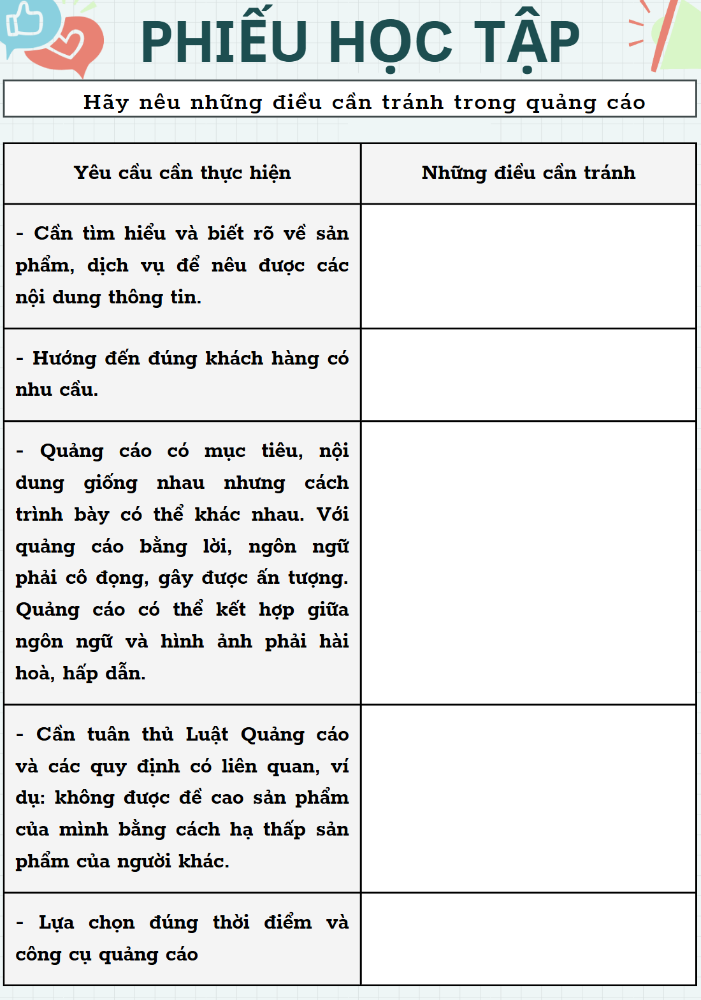 PHIẾU HỌC TẬP
Hãy nêu những điều cần tránh trong quảng cáo
Yêu cầu cần thực hiện
Những điều cần tránh
- Cần tìm hiểu và biết rõ về sản
phẩm, dịch vụ để nêu được các
nội dung thông tin.
- Hướng đến đúng khách hàng có
nhu cầu.
- Quảng cáo có mục tiêu, nội
dung giống nhau nhưng cách
trình bày có thể khác nhau. Với
quảng cáo bằng lời, ngôn ngữ
phải cô đọng, gây được ấn tượng.
Quảng cáo có thể kết hợp giữa
ngôn ngữ và hình ảnh phải hài
hoà, hấp dẫn.
- Cần tuân thủ Luật Quảng cáo
và các quy định có liên quan, ví
dụ: không được đề cao sản phẩm
của mình bằng cách hạ thấp sản
phẩm của người khác.
- Lựa chọn đúng thời điểm và
công cụ quảng cáo